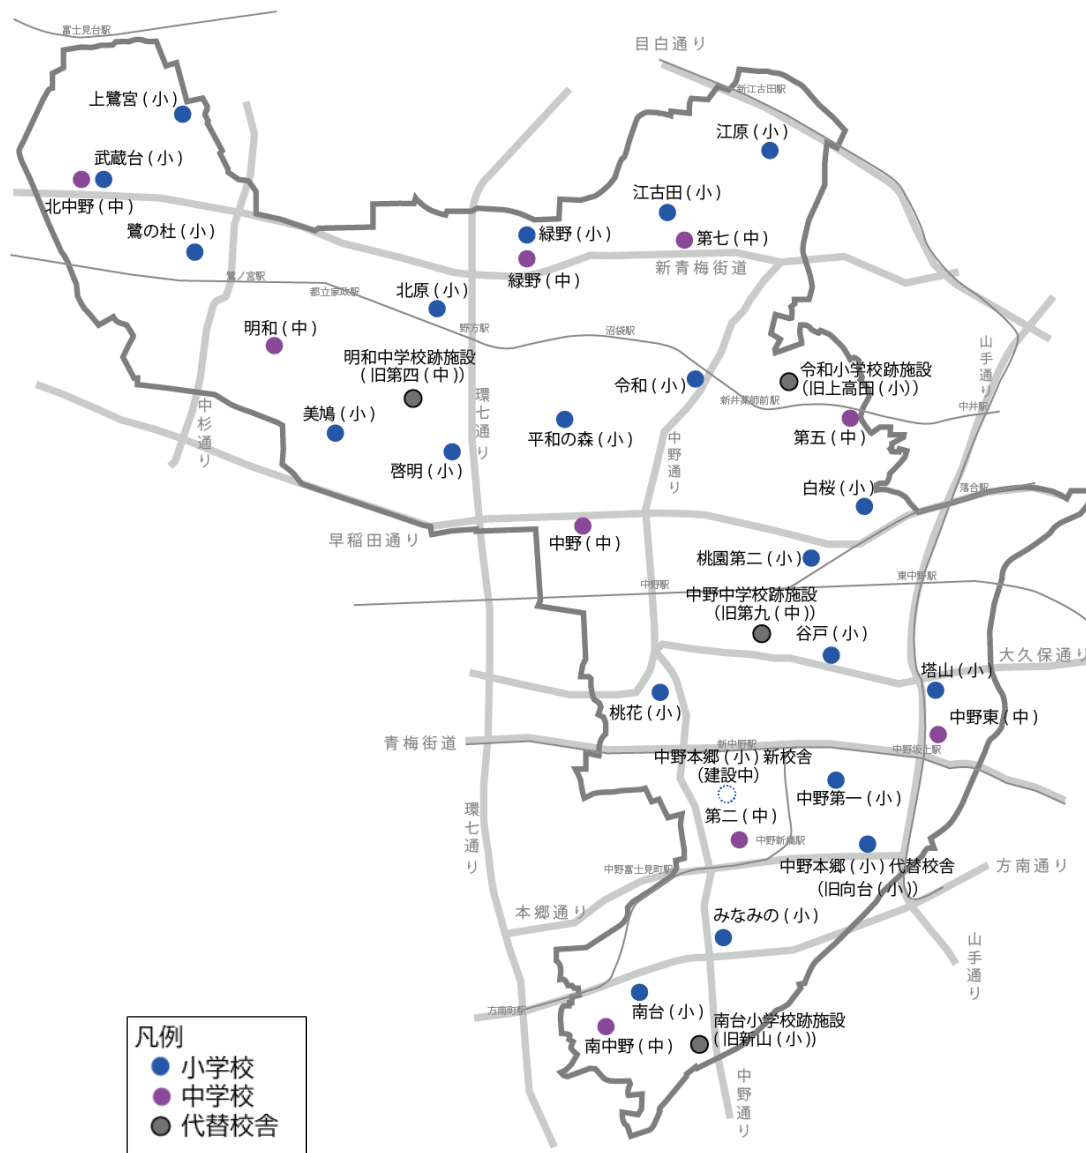 富士見台駅
目白通り
新江古田駅
上鷺宮 ( 小 )
江原 ( 小 )
武蔵台 ( 小 )
北中野 ( 中 )
江古田 ( 小 )
鷺の杜 ( 小 )
緑野 ( 小 )
第七 ( 中 )
緑野 ( 中 )
新青梅街道
鷺ノ宮駅
都立家政駅
北原 ( 小 )
野方駅
沼袋駅
明和 ( 中 )
山手通り
明和中学校跡施設
( 旧第四 ( 中 ))
令和小学校跡施設
(旧上高田 ( 小 ))
令和 ( 小 )
新井薬師前駅
中井駅
中杉通り
環七通り
美鳩 ( 小 )
平和の森 ( 小 )
中野通り
第五 ( 中 )
啓明 ( 小 )
白桜 ( 小 )
落合駅
早稲田通り
中野 ( 中 )
桃園第二 ( 小 )
中野駅
東中野駅
中野中学校跡施設
(旧第九 ( 中 ))
谷戸 ( 小 )
大久保通り
塔山 ( 小 )
桃花 ( 小 )
中野東 ( 中 )
青梅街道
新中野駅
中野坂上駅
中野本郷 ( 小 ) 新校舎
(建設中)
中野第一 ( 小 )
第二 ( 中 )
環七通り
中野新橋駅
中野富士見町駅
中野本郷 ( 小 ) 代替校舎
(旧向台 ( 小 ))
方南通り
本郷通り
みなみの ( 小 )
山手通り
方南町駅
南台 ( 小 )
南台小学校跡施設
( 旧新山 ( 小 ))
南中野 ( 中 )
中野通り
凡例
小学校
中学校
代替校舎